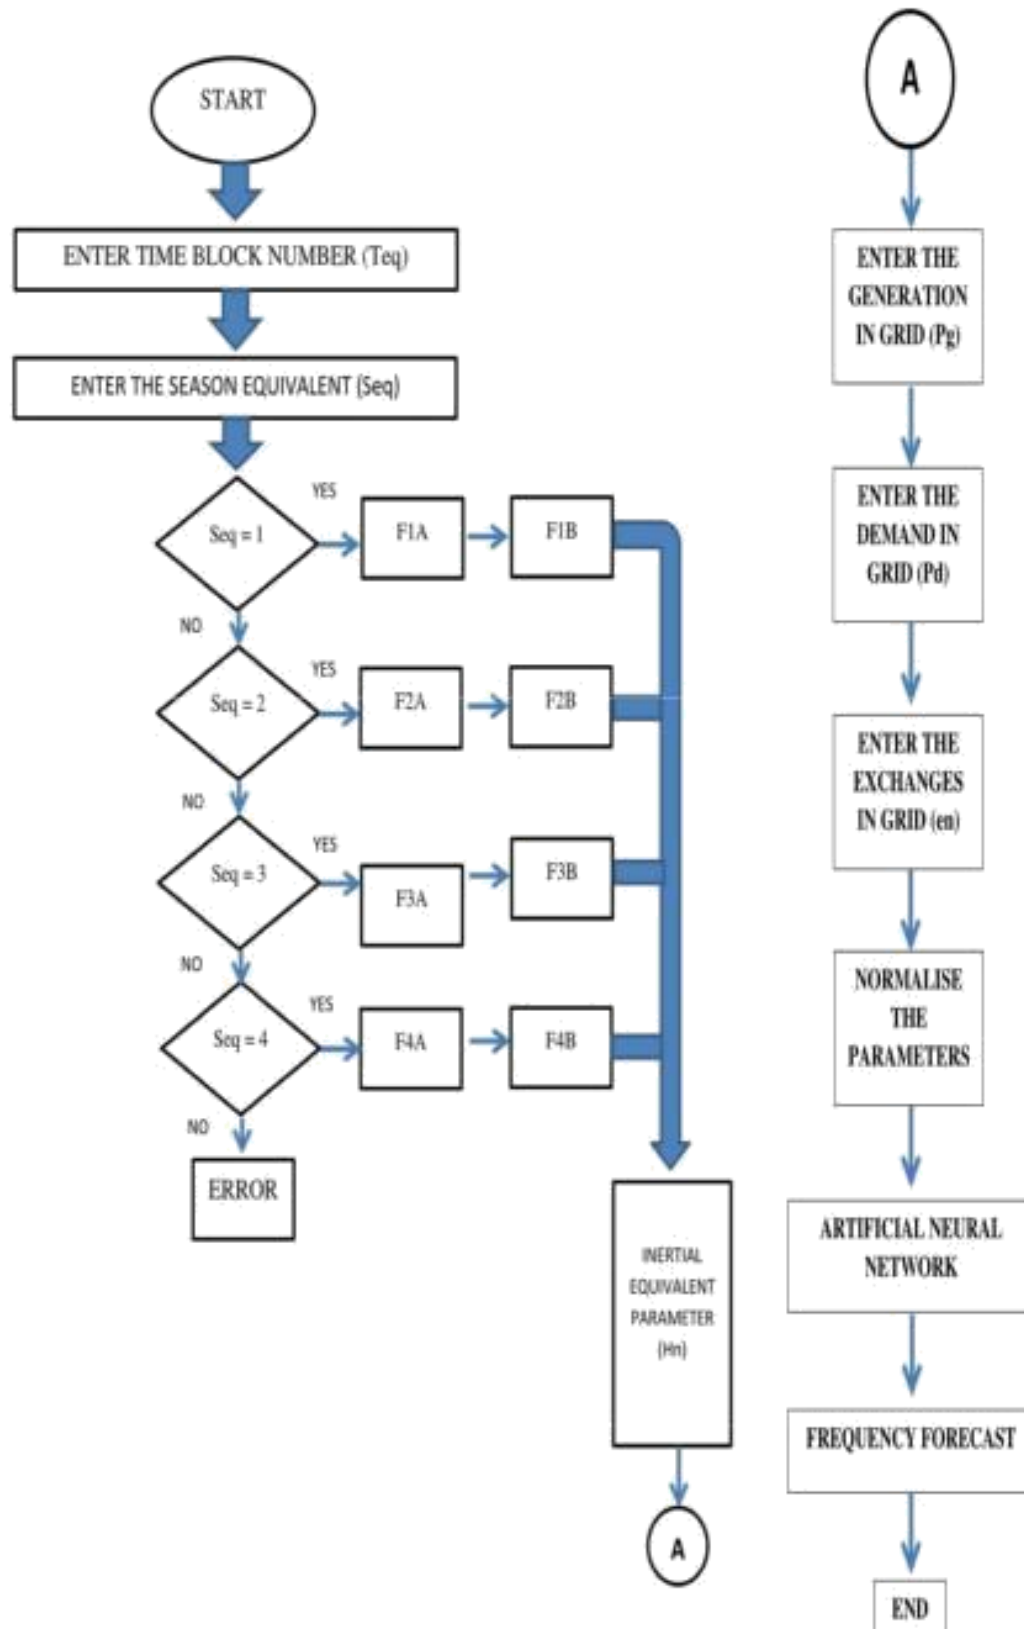 START
ENTER TIME BLOCK NUMBER (Teq)
ENTER THE SEASON EQUIVALENT (Seq)
Seq = 1
YES
F1A
F1B
NO
Seq = 2
YES
F2A
F2B
NO
Seq = 3
YES
F3A
F3B
NO
Seq = 4
YES
F4A
F4B
NO
ERROR
INERTIAL
EQUIVALENT
PARAMETER
(Hn)
A
A
ENTER THE
GENERATION
IN GRID (Pg)
ENTER THE
DEMAND IN
GRID (Pd)
ENTER THE
EXCHANGES
IN GRID (en)
NORMALISE
THE
PARAMETERS
ARTIFICIAL NEURAL
NETWORK
FREQUENCY FORECAST
END